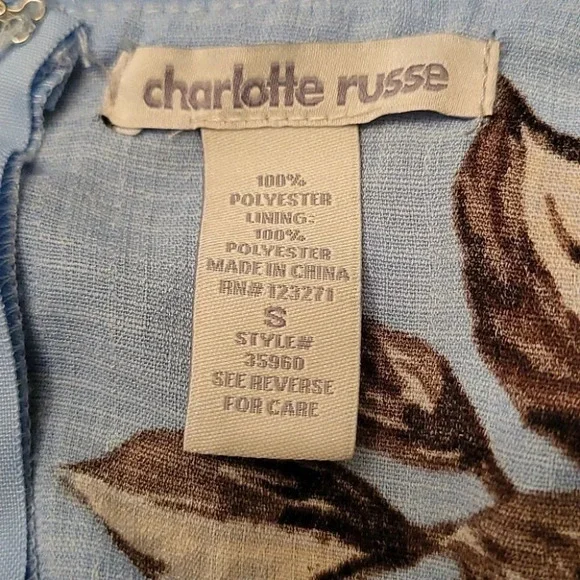 charlotte russe
100%
POLYESTER
LINING:
100%
POLYESTER
MADE IN CHINA
RN# 123271
S
STYLE#
35960
SEE REVERSE
FOR CARE